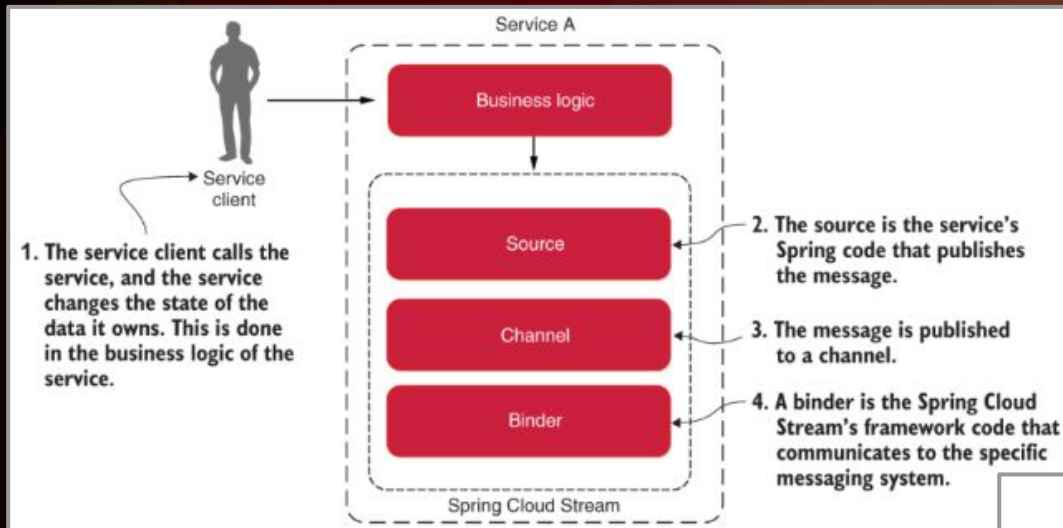 Service A
Business logic
Service
client
1. The service client calls the
service, and the service
changes the state of the
data it owns. This is done
in the business logic of the
service.
Source
2. The source is the service's
Spring code that publishes
the message.
Channel
3. The message is published
to a channel.
Binder
4. A binder is the Spring Cloud
Stream's framework code that
communicates to the specific
messaging system.
Spring Cloud Stream